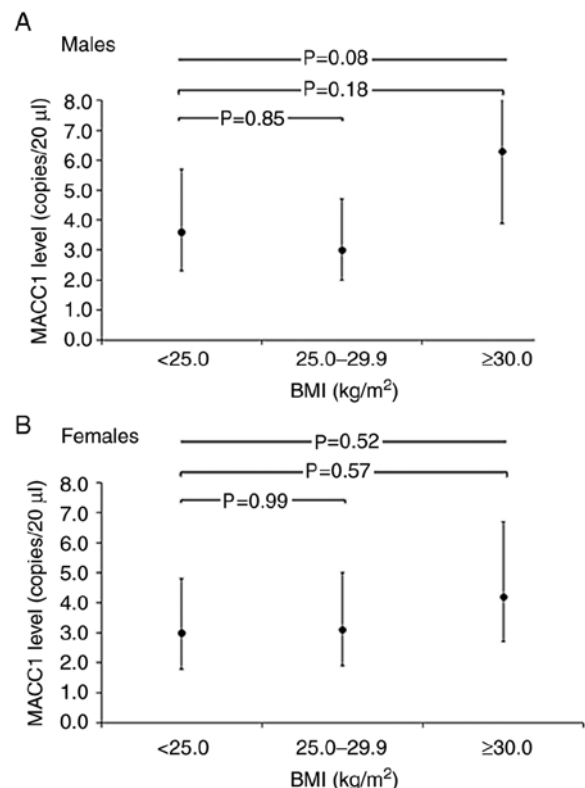 A
Males
P=0.08
P=0.18
P=0.85
8.0
7.0
6.0
5.0
4.0
3.0
2.0
1.0
0.0
MACC1 level (copies/20 µl)
<25.0 25.0–29.9 ≥30.0
BMI (kg/m²)
B
Females
P=0.52
P=0.57
P=0.99
8.0
7.0
6.0
5.0
4.0
3.0
2.0
1.0
0.0
MACC1 level (copies/20 µl)
<25.0 25.0–29.9 ≥30.0
BMI (kg/m²)